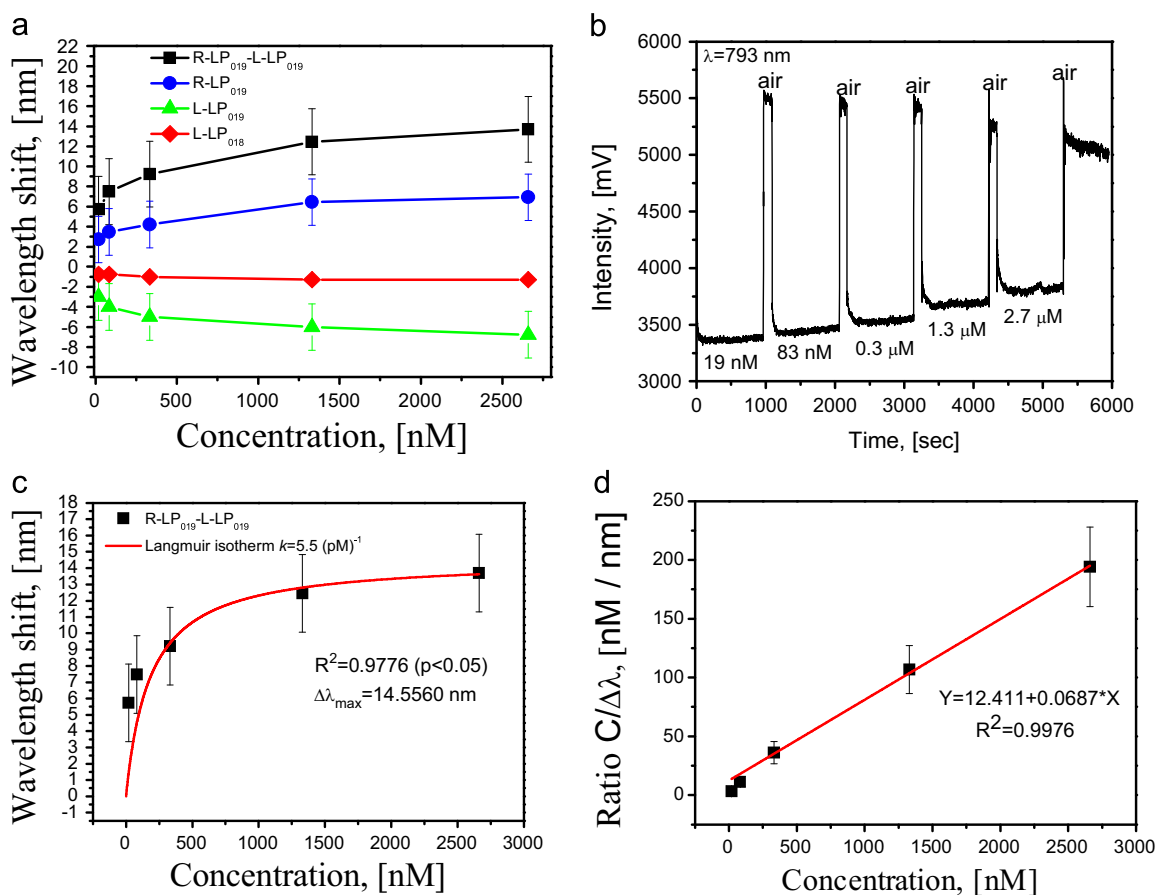 a
22
20
18
16
14
12
10
8
6
4
2
0
-2
-4
-6
-8
-10
Wavelength shift, [nm]
R-LP019-L-LP019
R-LP019
L-LP019
L-LP018
0 500 1000 1500 2000 2500
Concentration, [nM]
b
6000
5500
5000
4500
4000
3500
3000
Intensity, [mV]
λ=793 nm
air air air air air
19 nM 83 nM 0.3 μM 1.3 μM 2.7 μM
0 1000 2000 3000 4000 5000 6000
Time, [sec]
c
18
17
16
15
14
13
12
11
10
9
8
7
6
5
4
3
2
1
0
-1
Wavelength shift, [nm]
R-LP019-L-LP019
Langmuir isotherm k=5.5 (pM)-1
R2=0.9776 (p<0.05)
Δλmax=14.5560 nm
0 500 1000 1500 2000 2500 3000
Concentration, [nM]
d
250
200
150
100
50
0
Ratio C/Δλ, [nM / nm]
Y=12.411+0.0687*X
R2=0.9976
0 500 1000 1500 2000 2500 3000
Concentration, [nM]